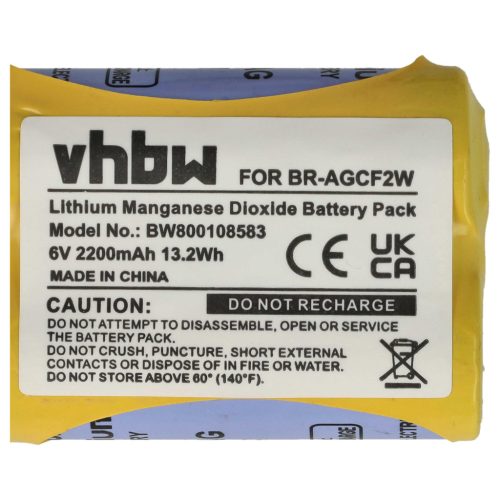 vhbw
FOR BR-AGCF2W
Lithium Manganese Dioxide Battery Pack
Model No.: BW800108583
6V 2200mAh 13.2Wh
MADE IN CHINA
CE
UK
CA
CAUTION:
DO NOT RECHARGE
DO NOT ATTEMPT TO DISASSEMBLE, OPEN OR SERVICE
THE BATTERY PACK.
DO NOT CRUSH, PUNCTURE, SHORT EXTERNAL
CONTACTS OR DISPOSE OF IN FIRE OR WATER.
DO NOT STORE ABOVE 60° (140°F).